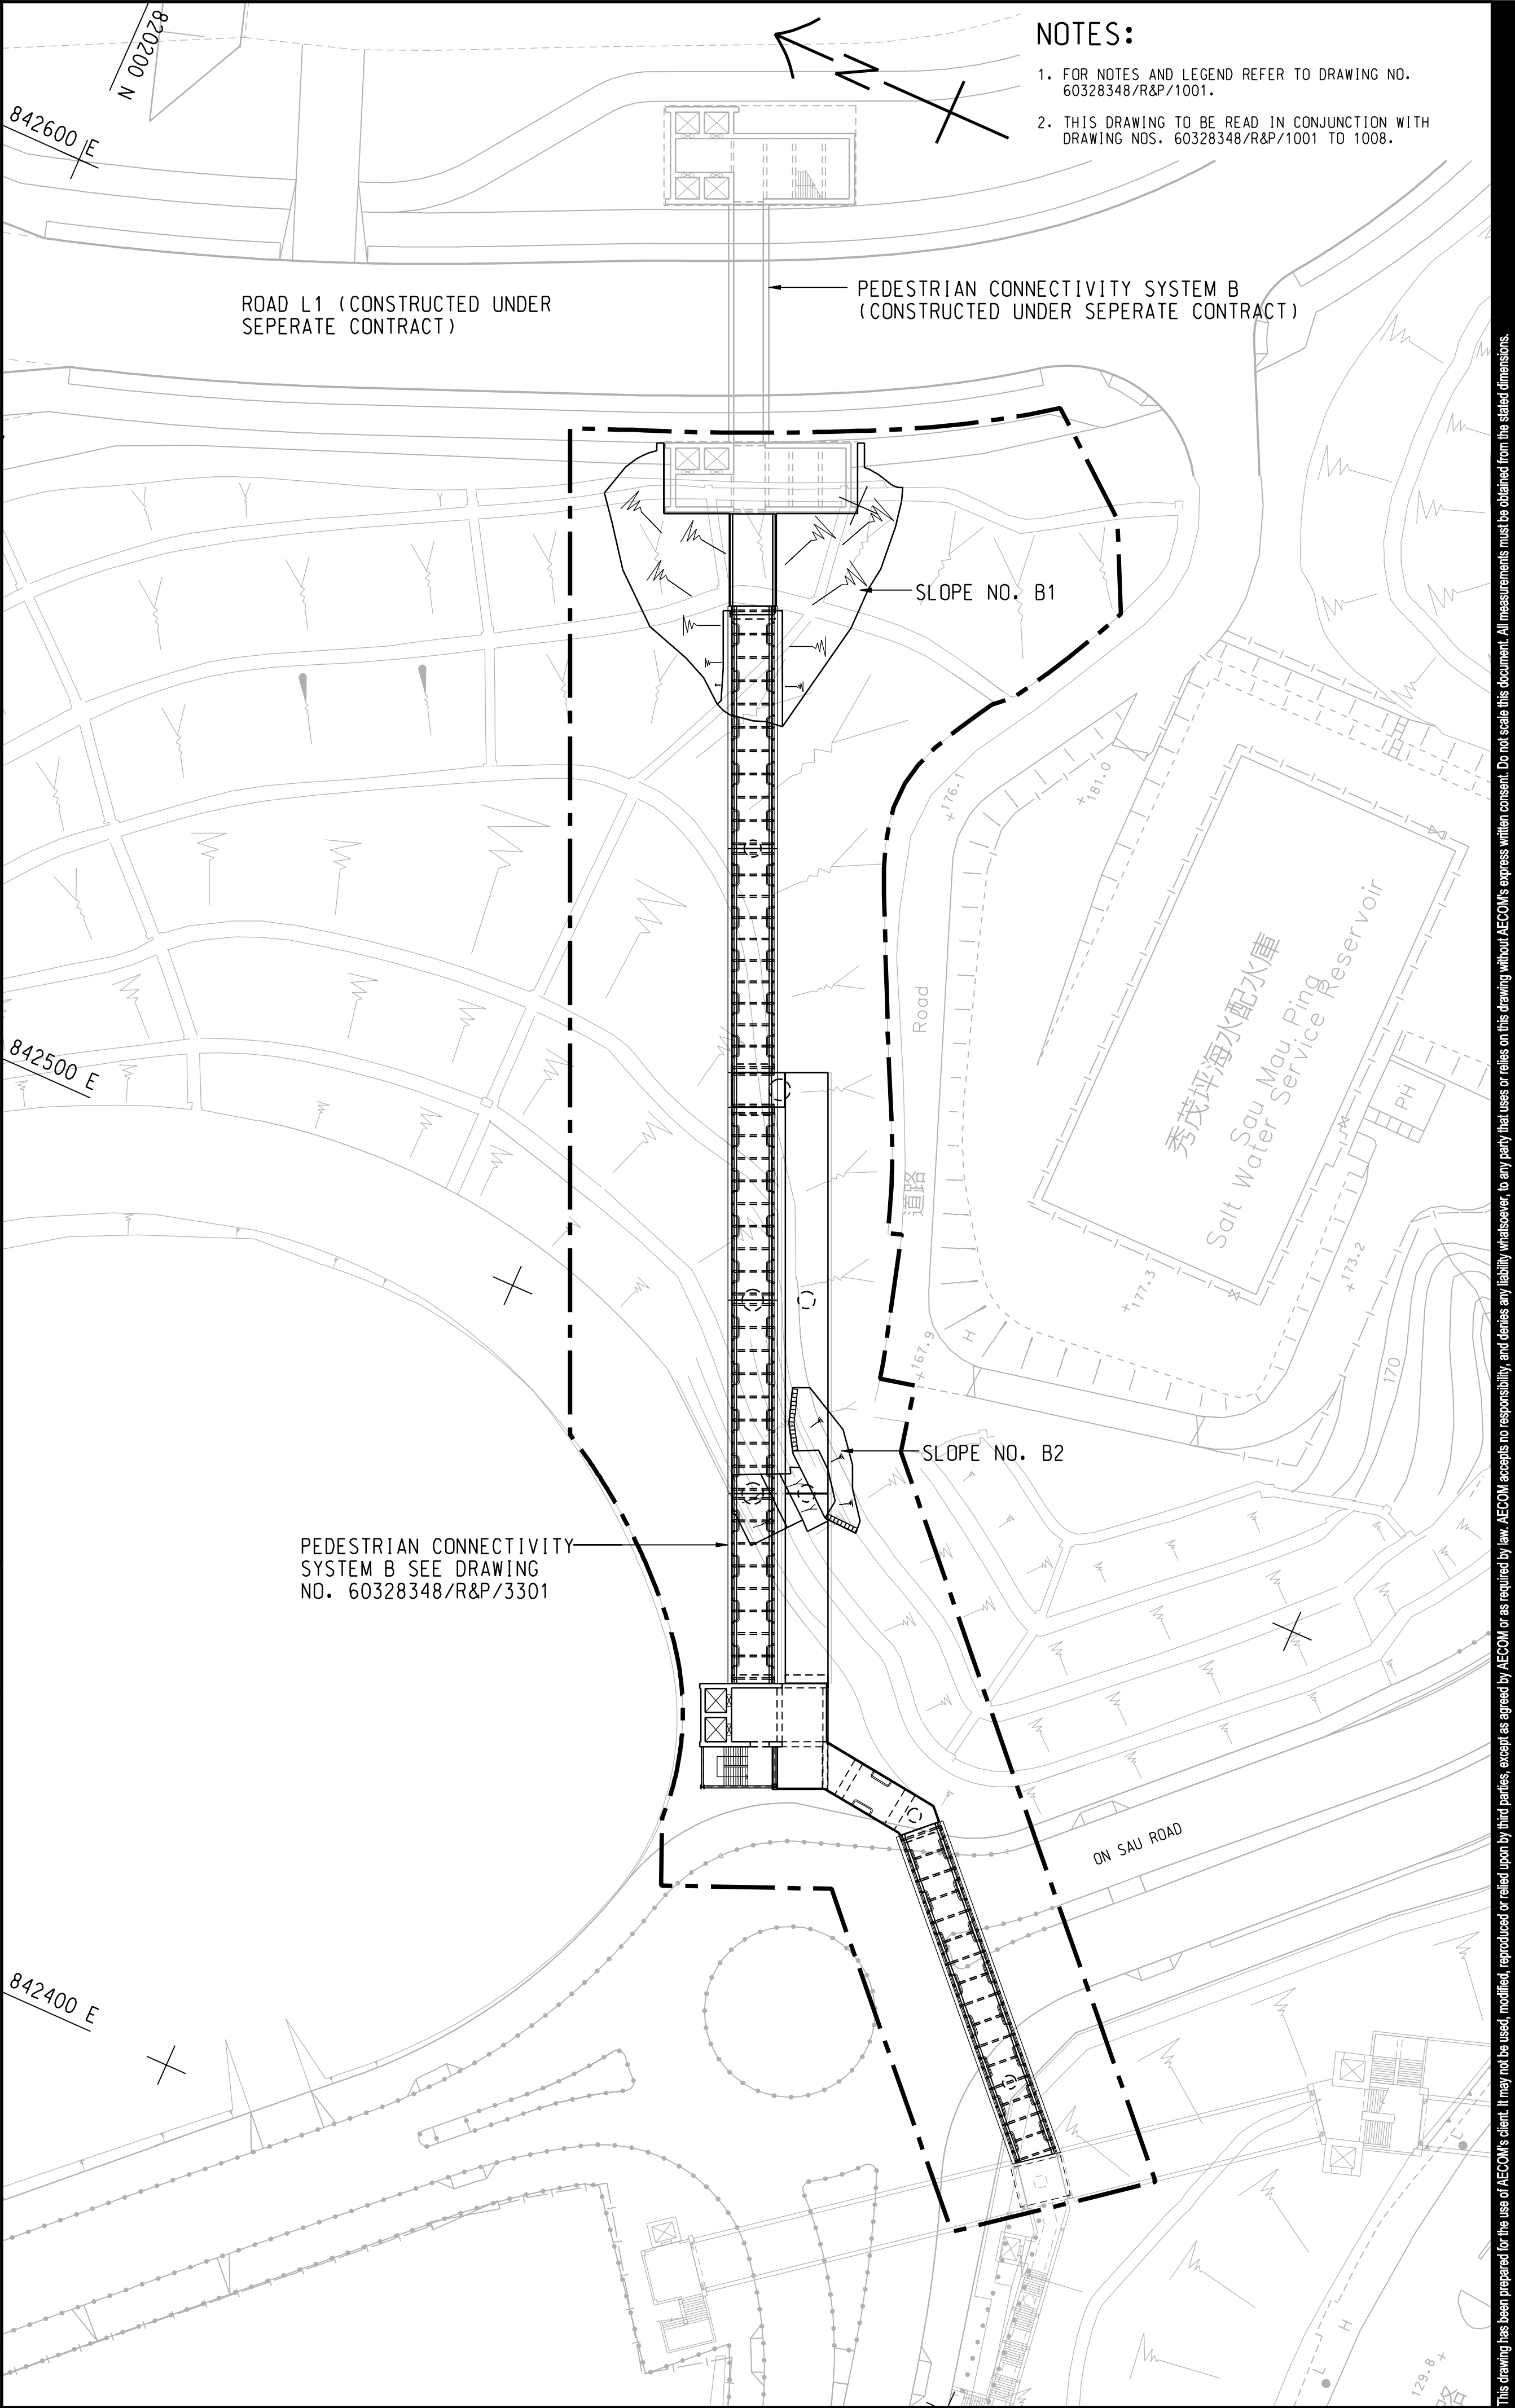 820200 N
842600 E
NOTES:
1. FOR NOTES AND LEGEND REFER TO DRAWING NO.
60328348/R&P/1001.
2. THIS DRAWING TO BE READ IN CONJUNCTION WITH
DRAWING NOS. 60328348/R&P/1001 TO 1008.
ROAD L1 (CONSTRUCTED UNDER
SEPERATE CONTRACT)
PEDESTRIAN CONNECTIVITY SYSTEM B
(CONSTRUCTED UNDER SEPERATE CONTRACT)
SLOPE NO. B1
+176.1
+181.0
Road
道路
秀茂坪海水配水庫
Sau Mau Ping
Salt Water Service Reservoir
PH
842500 E
+177.3
+173.2
+167.9
H
170
SLOPE NO. B2
PEDESTRIAN CONNECTIVITY
SYSTEM B SEE DRAWING
NO. 60328348/R&P/3301
ON SAU ROAD
842400 E
L
H
L
129.8+
This drawing has been prepared for the use of AECOM's client. It may not be used, modified, reproduced or relied upon by third parties, except as agreed by AECOM or as required by law. AECOM accepts no responsibility, and denies any liability whatsoever, to any party that uses or relies on this drawing without AECOM's express written consent. Do not scale this document. All measurements must be obtained from the stated dimensions.